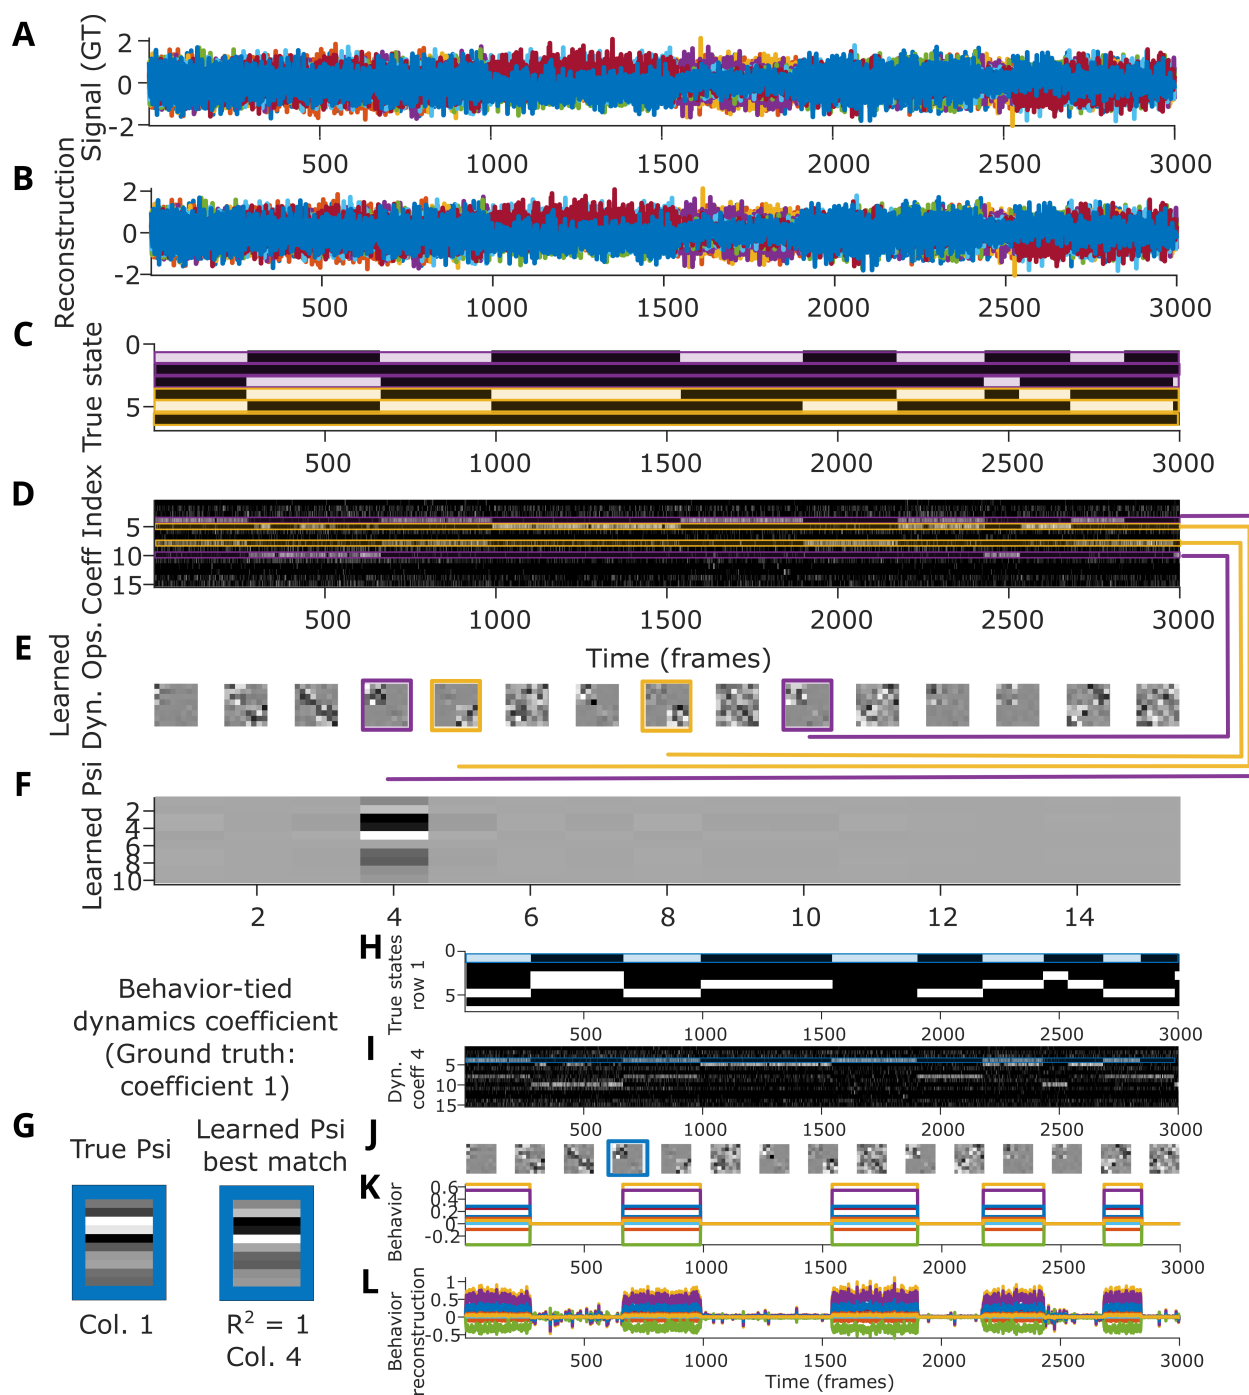 A
Signal (GT)
2
0
-2
500
1000
1500
2000
2500
3000
B
Reconstruction
2
0
-2
500
1000
1500
2000
2500
3000
C
True state
0
5
500
1000
1500
2000
2500
3000
D
Coeff Index
5
10
15
500
1000
1500
2000
2500
3000
Time (frames)
E
Learned
Dyn. Ops.
F
Learned Psi
2
4
6
8
10
2
4
6
8
10
12
14
Behavior-tied
dynamics coefficient
(Ground truth:
coefficient 1)
G
True Psi
Learned Psi
best match
Col. 1
R² = 1
Col. 4
H
True states
row 1
0
5
500
1000
1500
2000
2500
3000
I
Dyn.
coeff 4
5
10
15
500
1000
1500
2000
2500
3000
J
K
Behavior
0.6
0.4
0.2
0
-0.2
500
1000
1500
2000
2500
3000
L
Behavior
reconstruction
1
0.5
0
-0.5
500
1000
1500
2000
2500
3000
Time (frames)